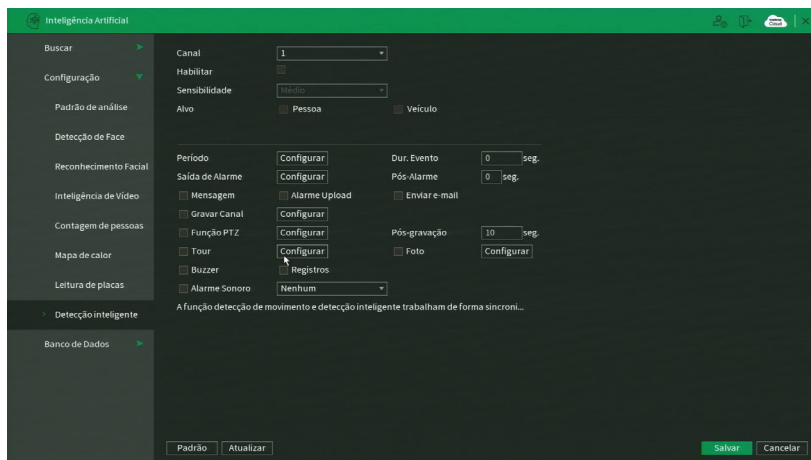 Inteligência Artificial
Buscar
Configuração
Padrão de análise
Detecção de Face
Reconhecimento Facial
Inteligência de Vídeo
Contagem de pessoas
Mapa de calor
Leitura de placas
Detecção inteligente
Banco de Dados
Canal 1
Habilitar
Sensibilidade Médio
Alvo Pessoa Veículo
Período Configurar Dur. Evento 0 seg.
Saída de Alarme Configurar Pós-Alarme 0 seg.
Mensagem Alarme Upload Enviar e-mail
Gravar Canal Configurar
Função PTZ Configurar Pós-gravação 10 seg.
Tour Configurar Foto Configurar
Buzzer Registros
Alarme Sonoro Nenhum
A função detecção de movimento e detecção inteligente trabalham de forma sincroni...
Padrão Atualizar Salvar Cancelar